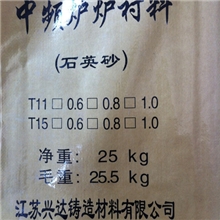 中频炉炉衬料
(石英砂)
T11□0.6□0.8□1.0
T15□0.6□0.8□1.0
净重: 25 kg
毛重: 25.5 kg
江苏兴达铸造材料有限公司